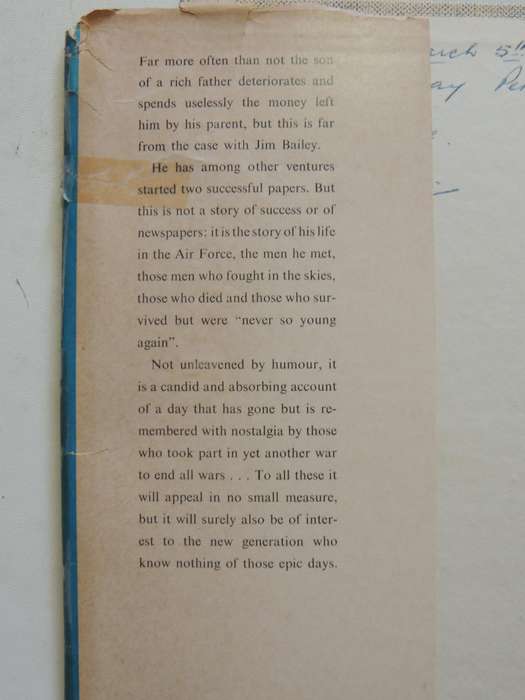 Far more often than not the son
of a rich father deteriorates and
spends uselessly the money left
him by his parent, but this is far
from the case with Jim Bailey.
He has among other ventures
started two successful papers. But
this is not a story of success or of
newspapers: it is the story of his life
in the Air Force, the men he met,
those men who fought in the skies,
those who died and those who sur-
vived but were "never so young
again".
Not unleavened by humour, it
is a candid and absorbing account
of a day that has gone but is re-
membered with nostalgia by those
who took part in yet another war
to end all wars . . . To all these it
will appeal in no small measure,
but it will surely also be of inter-
est to the new generation who
know nothing of those epic days.
5th